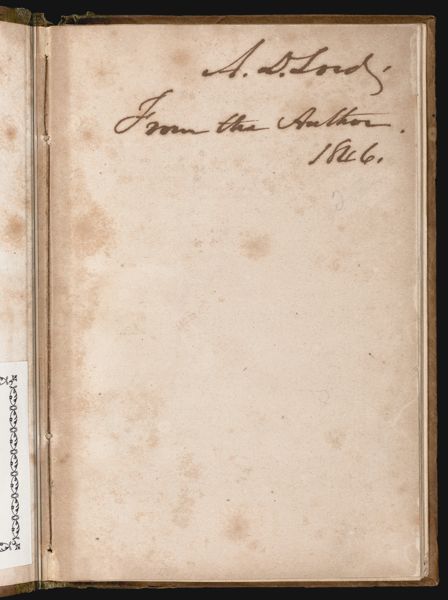 A. D. Lord,
From the Author.
1846.